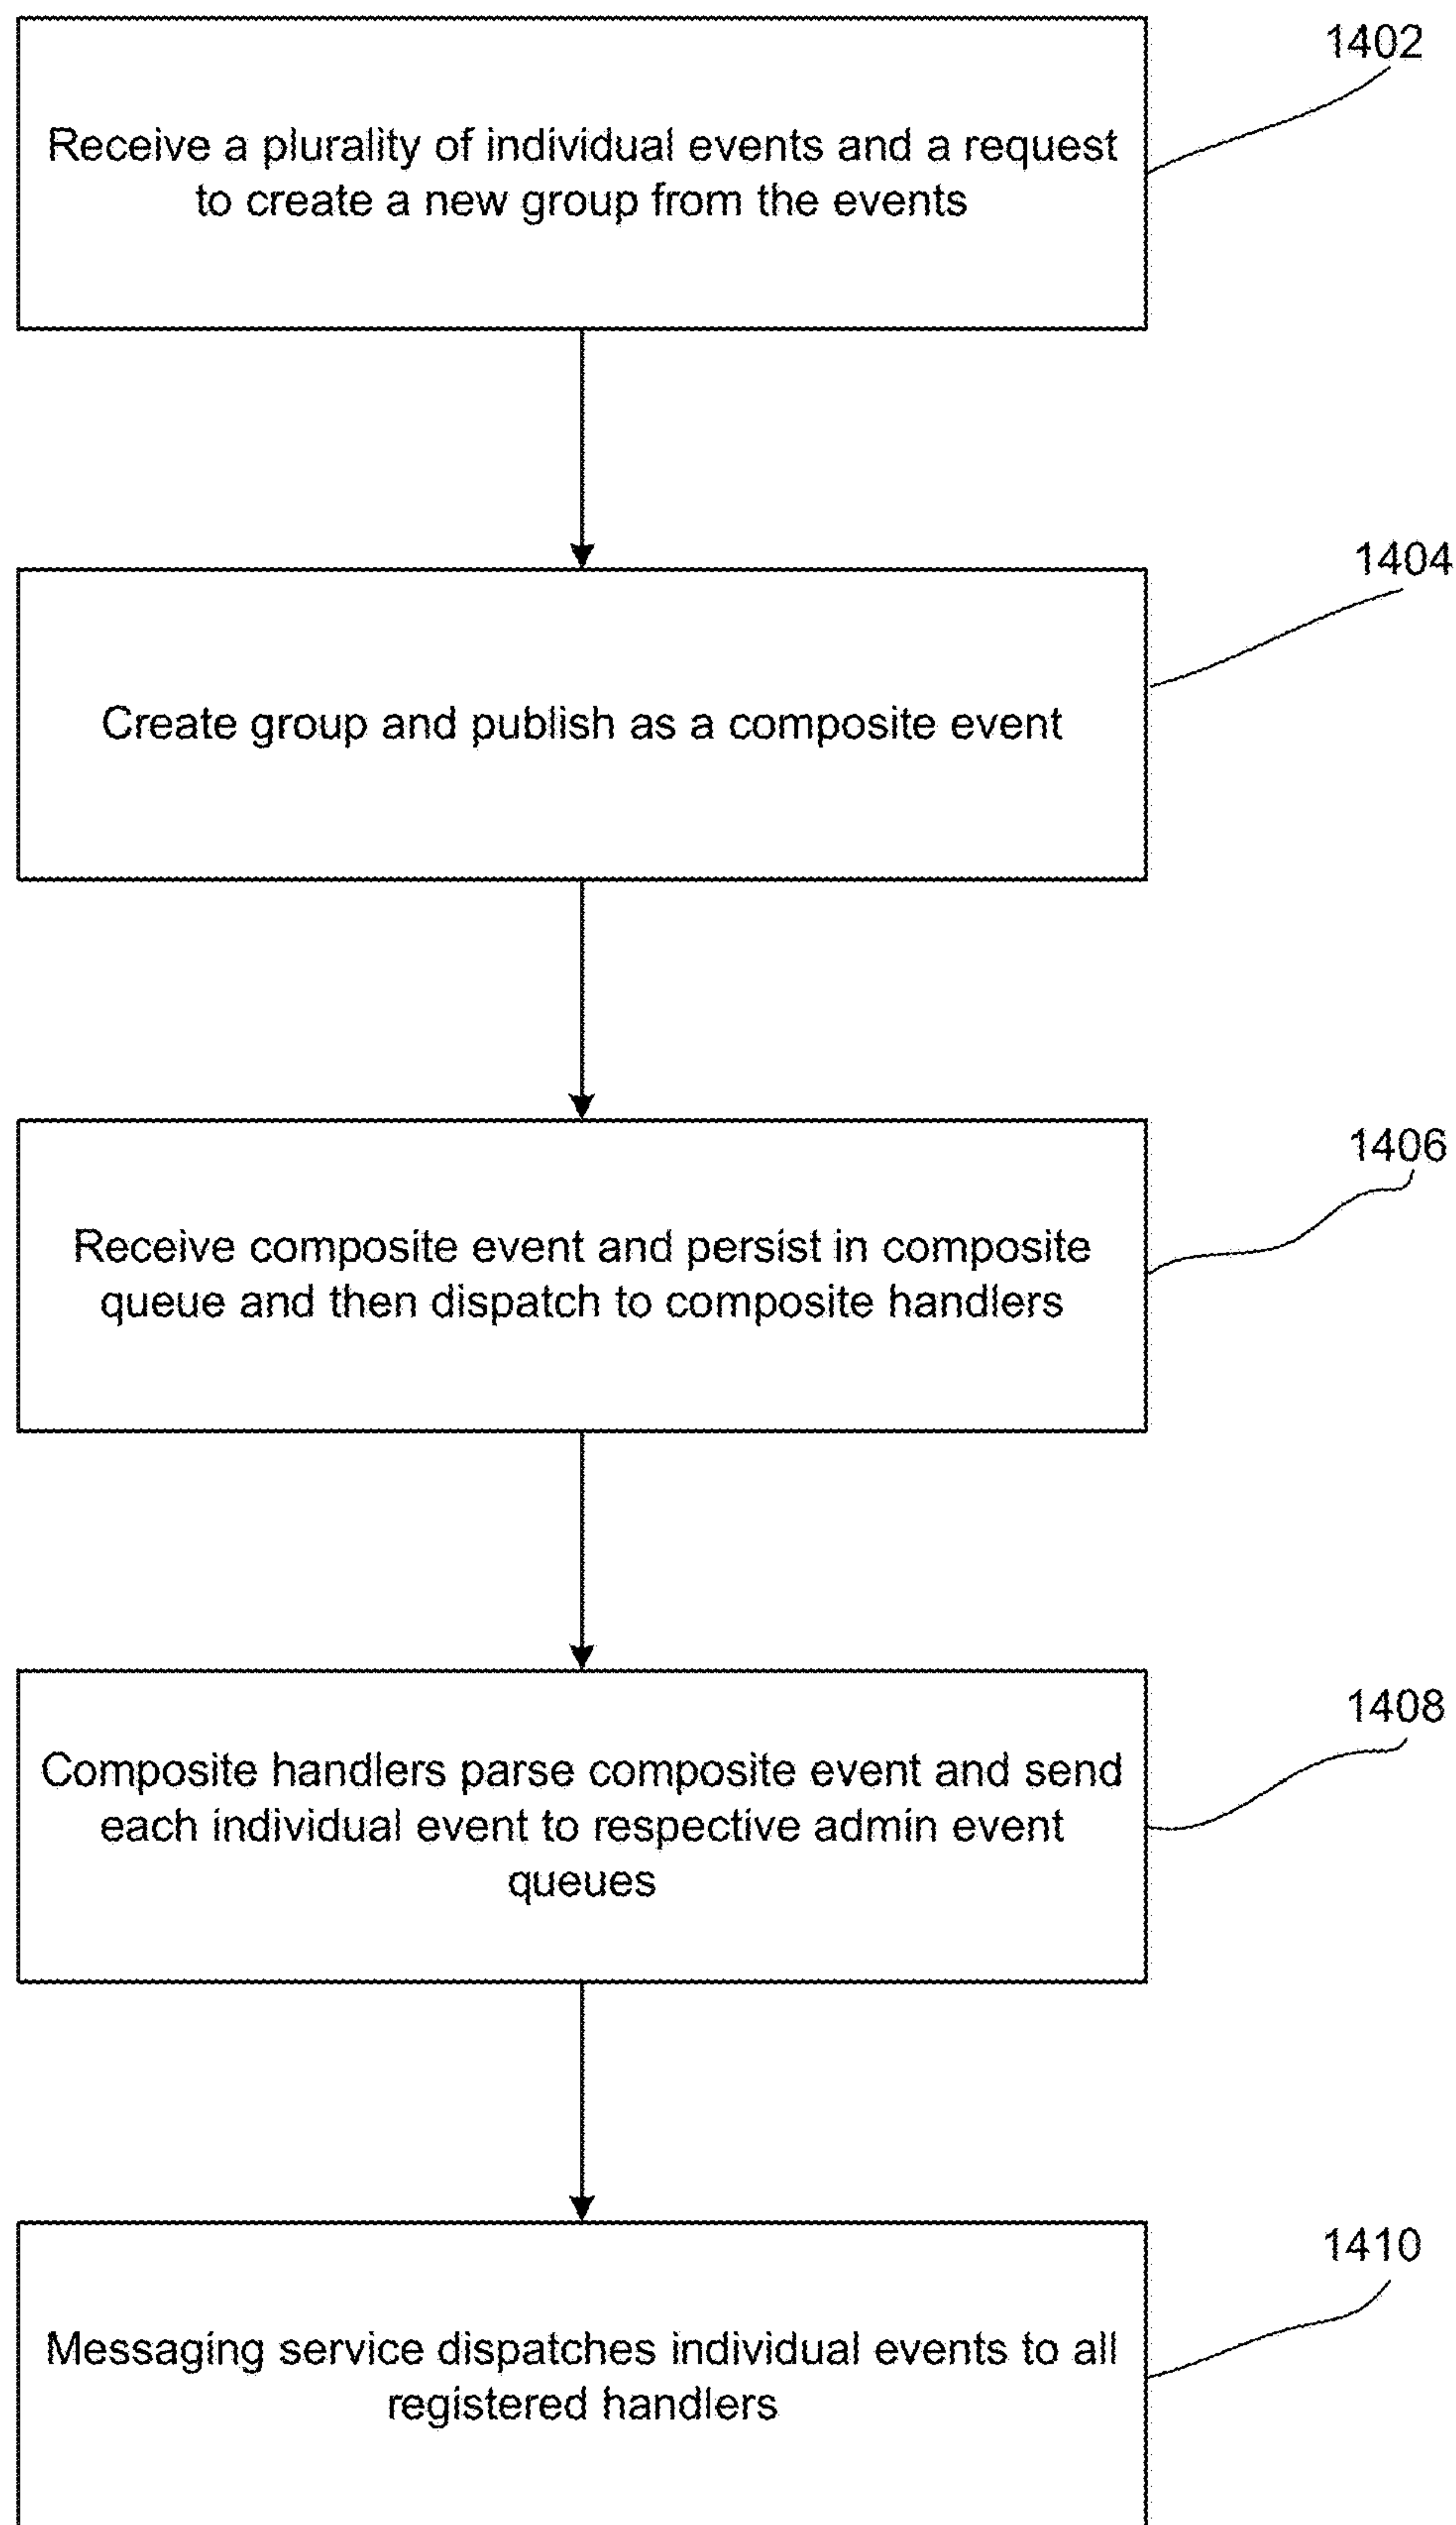 1402
Receive a plurality of individual events and a request
to create a new group from the events
1404
Create group and publish as a composite event
1406
Receive composite event and persist in composite
queue and then dispatch to composite handlers
1408
Composite handlers parse composite event and send
each individual event to respective admin event
queues
1410
Messaging service dispatches individual events to all
registered handlers